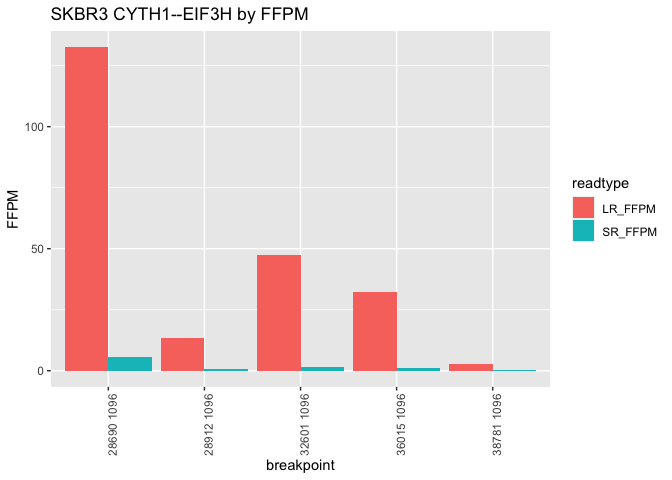 SKBR3 CYTH1--EIF3H by FFPM
FFPM
100
50
0
28690 1096
28912 1096
32601 1096
36015 1096
38781 1096
breakpoint
readtype
LR_FFPM
SR_FFPM